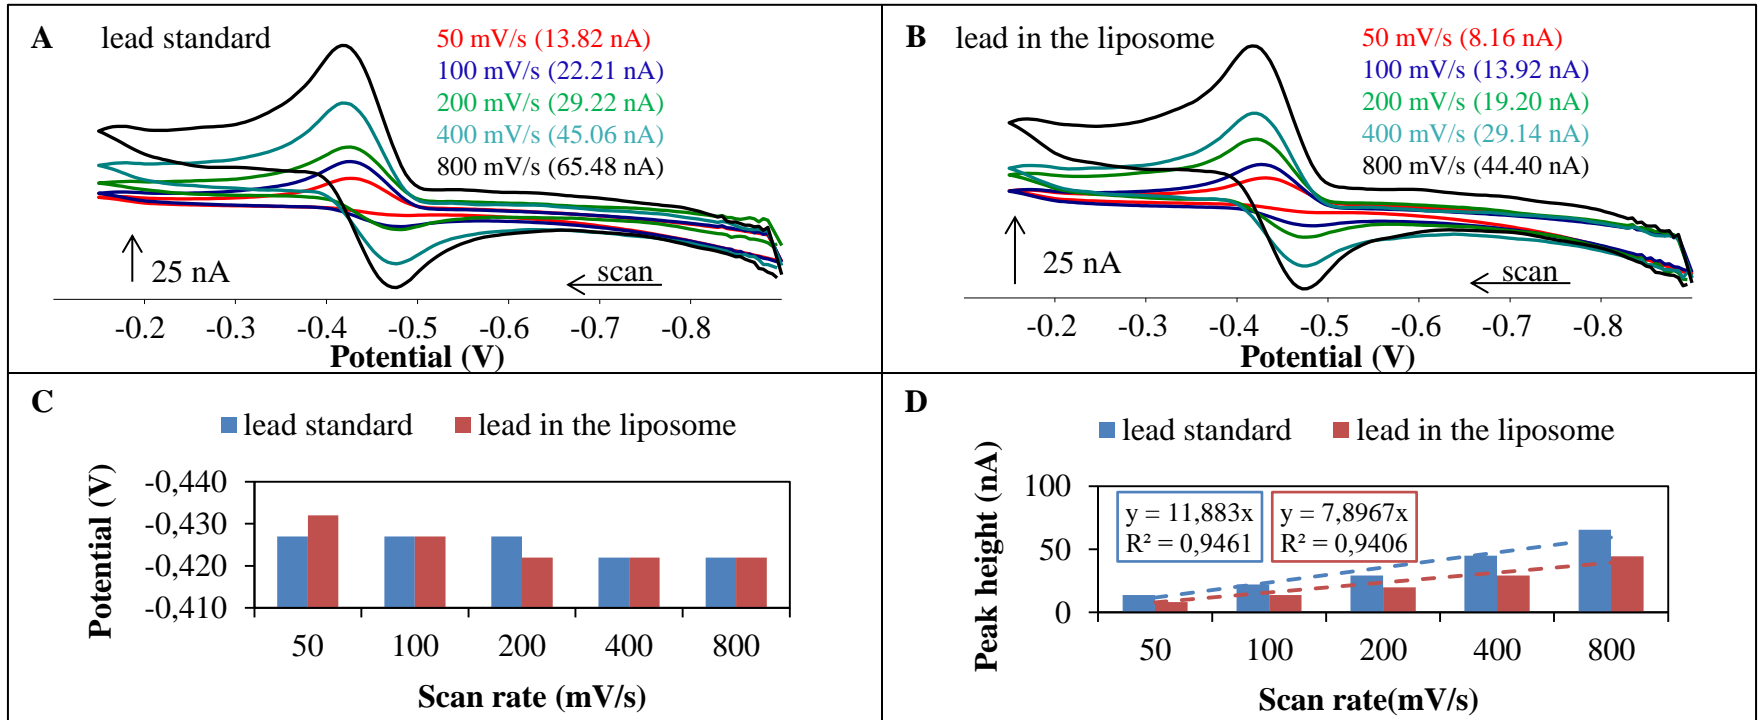 A lead standard
50 mV/s (13.82 nA)
100 mV/s (22.21 nA)
200 mV/s (29.22 nA)
400 mV/s (45.06 nA)
800 mV/s (65.48 nA)
25 nA
scan
-0.2 -0.3 -0.4 -0.5 -0.6 -0.7 -0.8
Potential (V)
B lead in the liposome
50 mV/s (8.16 nA)
100 mV/s (13.92 nA)
200 mV/s (19.20 nA)
400 mV/s (29.14 nA)
800 mV/s (44.40 nA)
25 nA
scan
-0.2 -0.3 -0.4 -0.5 -0.6 -0.7 -0.8
Potential (V)
C
lead standard lead in the liposome
Potential (V)
-0,440
-0,430
-0,420
-0,410
50 100 200 400 800
Scan rate (mV/s)
D
lead standard lead in the liposome
Peak height (nA)
100
50
0
y = 11,883x
R² = 0,9461
y = 7,8967x
R² = 0,9406
50 100 200 400 800
Scan rate(mV/s)